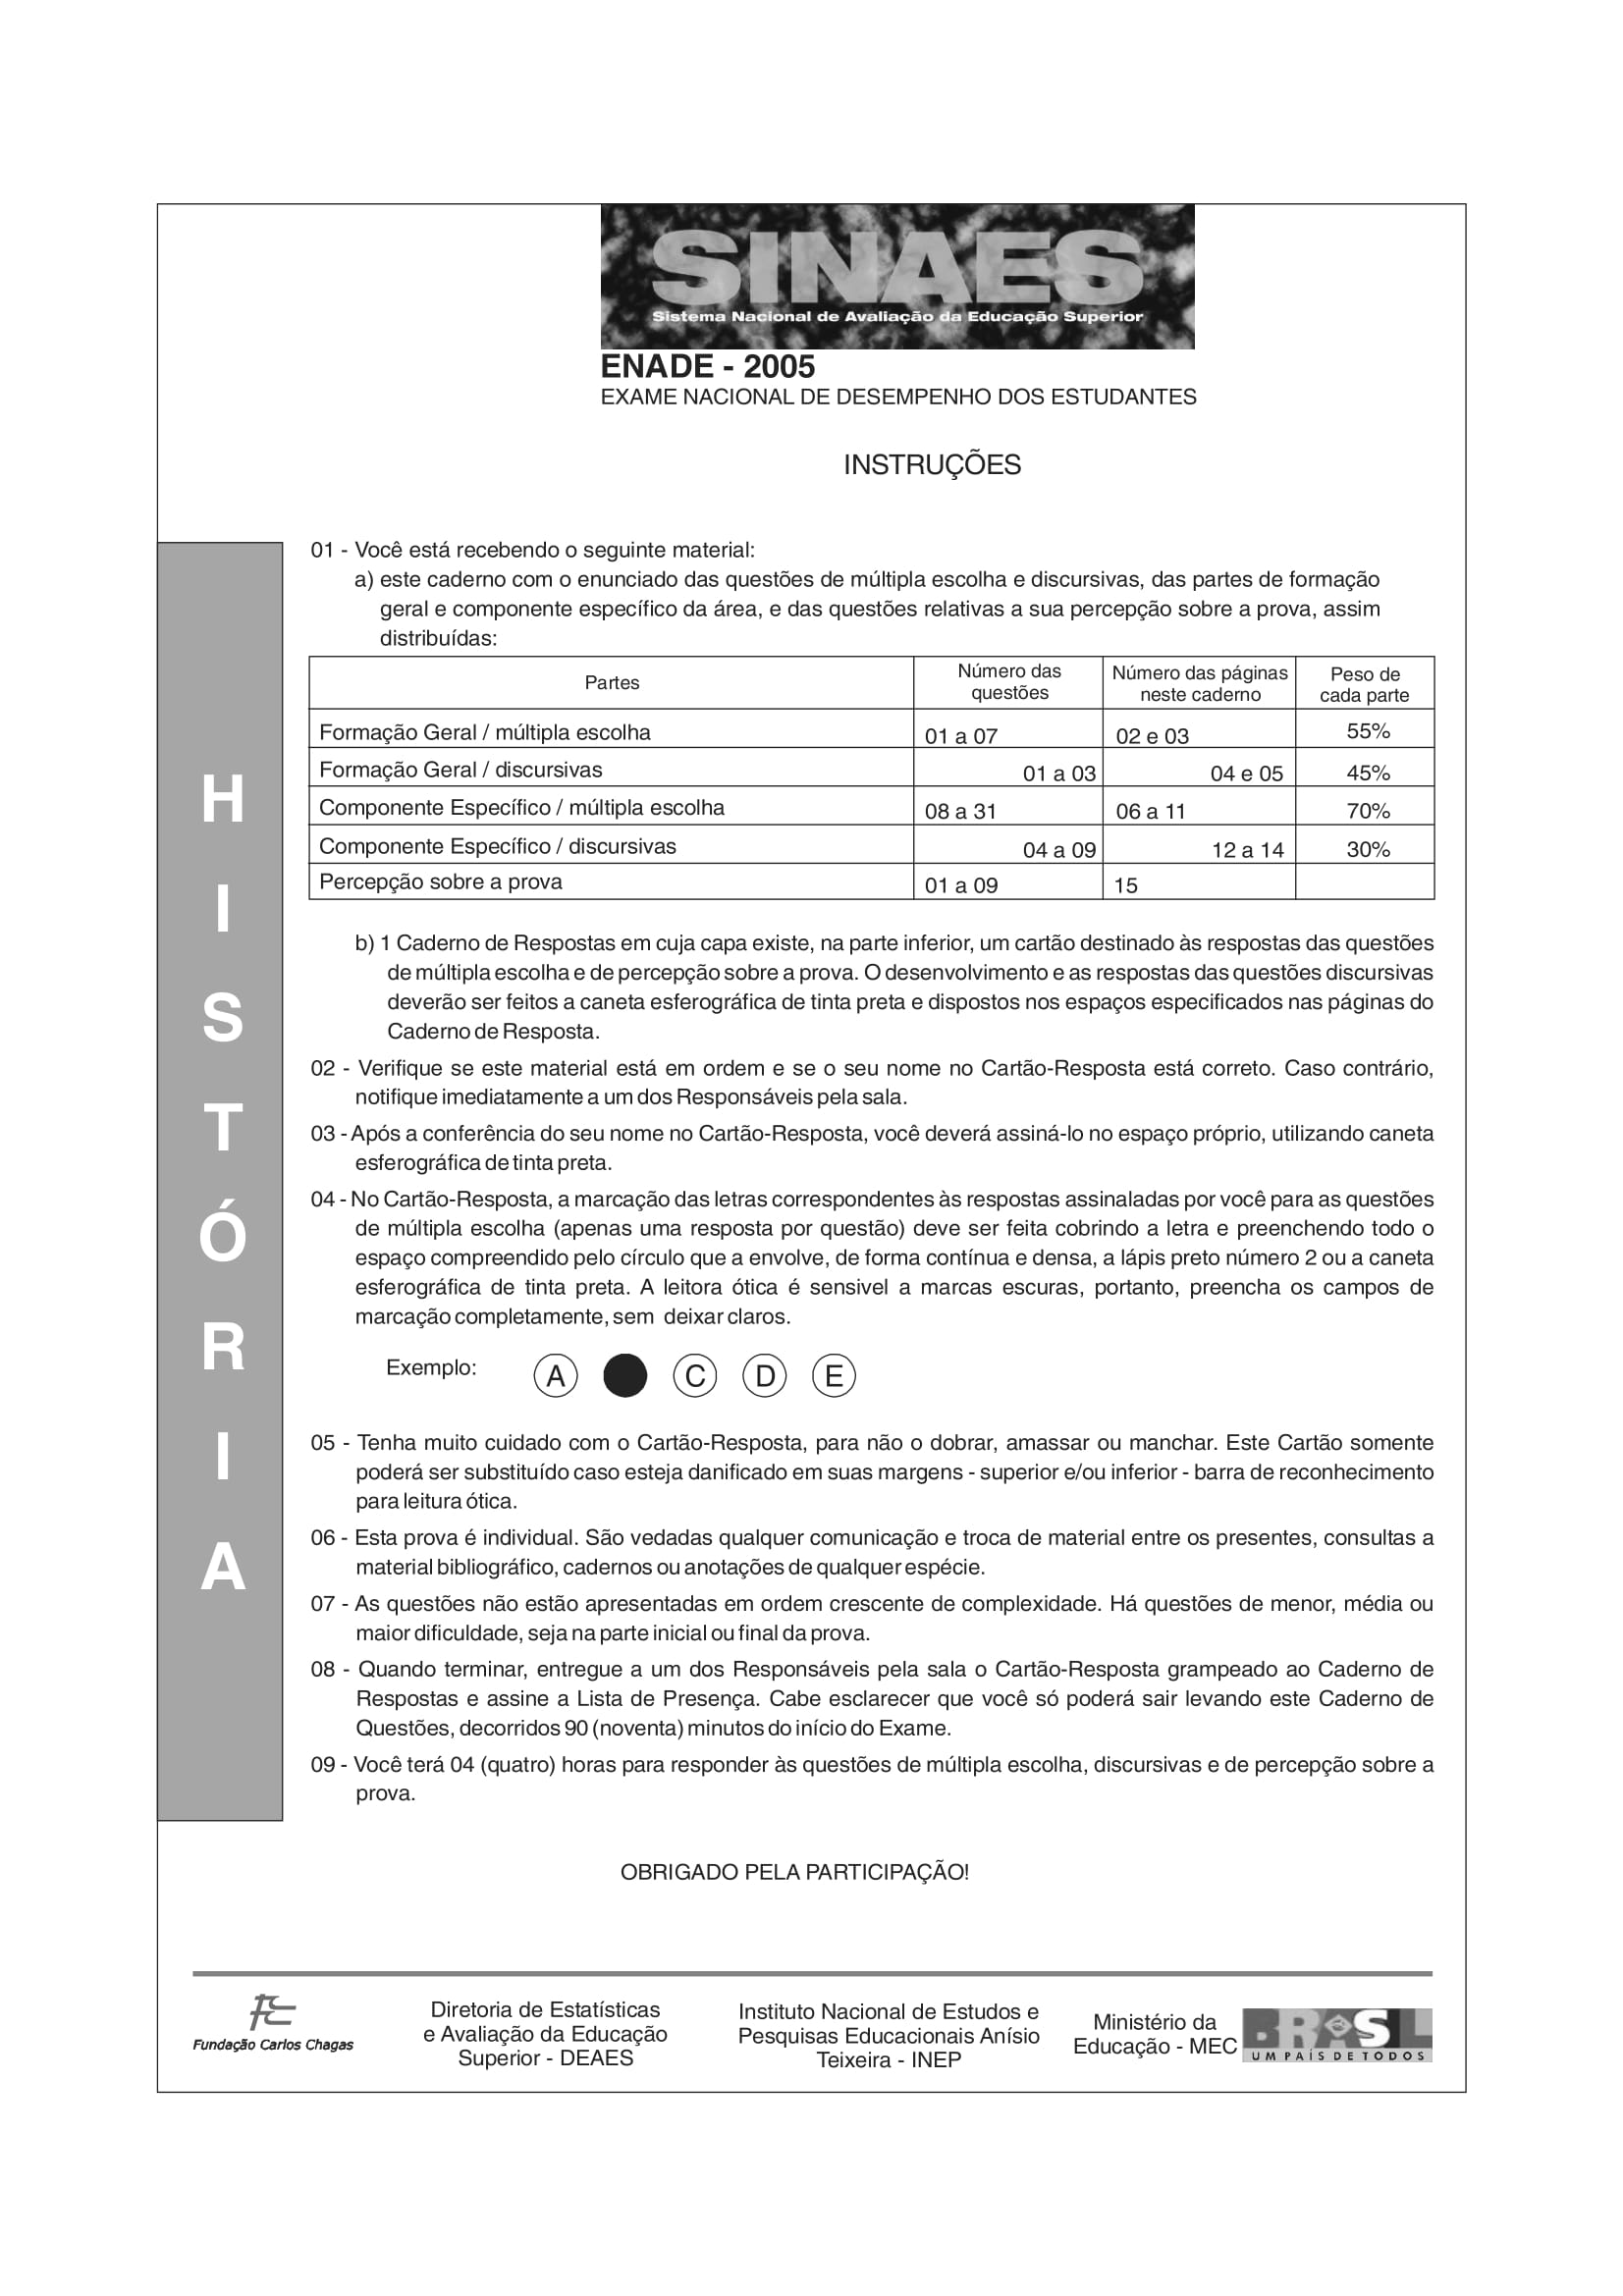 SINAES
Sistema Nacional de Avaliação da Educação Superior
ENADE - 2005
EXAME NACIONAL DE DESEMPENHO DOS ESTUDANTES
INSTRUÇÕES
HISTÓRIA
01 - Você está recebendo o seguinte material:
a) este caderno com o enunciado das questões de múltipla escolha e discursivas, das partes de formação
geral e componente específico da área, e das questões relativas a sua percepção sobre a prova, assim
distribuídas:
Partes Número das questões Número das páginas neste caderno Peso de cada parte
Formação Geral / múltipla escolha 01 a 07 02 e 03 55%
Formação Geral / discursivas 01 a 03 04 e 05 45%
Componente Específico / múltipla escolha 08 a 31 06 a 11 70%
Componente Específico / discursivas 04 a 09 12 a 14 30%
Percepção sobre a prova 01 a 09 15
b) 1 Caderno de Respostas em cuja capa existe, na parte inferior, um cartão destinado às respostas das questões
de múltipla escolha e de percepção sobre a prova. O desenvolvimento e as respostas das questões discursivas
deverão ser feitos a caneta esferográfica de tinta preta e dispostos nos espaços especificados nas páginas do
Caderno de Resposta.
02 - Verifique se este material está em ordem e se o seu nome no Cartão-Resposta está correto. Caso contrário,
notifique imediatamente a um dos Responsáveis pela sala.
03 - Após a conferência do seu nome no Cartão-Resposta, você deverá assiná-lo no espaço próprio, utilizando caneta
esferográfica de tinta preta.
04 - No Cartão-Resposta, a marcação das letras correspondentes às respostas assinaladas por você para as questões
de múltipla escolha (apenas uma resposta por questão) deve ser feita cobrindo a letra e preenchendo todo o
espaço compreendido pelo círculo que a envolve, de forma contínua e densa, a lápis preto número 2 ou a caneta
esferográfica de tinta preta. A leitora ótica é sensivel a marcas escuras, portanto, preencha os campos de
marcação completamente, sem deixar claros.
Exemplo: A C D E
05 - Tenha muito cuidado com o Cartão-Resposta, para não o dobrar, amassar ou manchar. Este Cartão somente
poderá ser substituído caso esteja danificado em suas margens - superior e/ou inferior - barra de reconhecimento
para leitura ótica.
06 - Esta prova é individual. São vedadas qualquer comunicação e troca de material entre os presentes, consultas a
material bibliográfico, cadernos ou anotações de qualquer espécie.
07 - As questões não estão apresentadas em ordem crescente de complexidade. Há questões de menor, média ou
maior dificuldade, seja na parte inicial ou final da prova.
08 - Quando terminar, entregue a um dos Responsáveis pela sala o Cartão-Resposta grampeado ao Caderno de
Respostas e assine a Lista de Presença. Cabe esclarecer que você só poderá sair levando este Caderno de
Questões, decorridos 90 (noventa) minutos do início do Exame.
09 - Você terá 04 (quatro) horas para responder às questões de múltipla escolha, discursivas e de percepção sobre a
prova.
OBRIGADO PELA PARTICIPAÇÃO!
Fundação Carlos Chagas
Diretoria de Estatísticas
e Avaliação da Educação
Superior - DEAES
Instituto Nacional de Estudos e
Pesquisas Educacionais Anísio
Teixeira - INEP
Ministério da
Educação - MEC
BRASIL
UM PAÍS DE TODOS